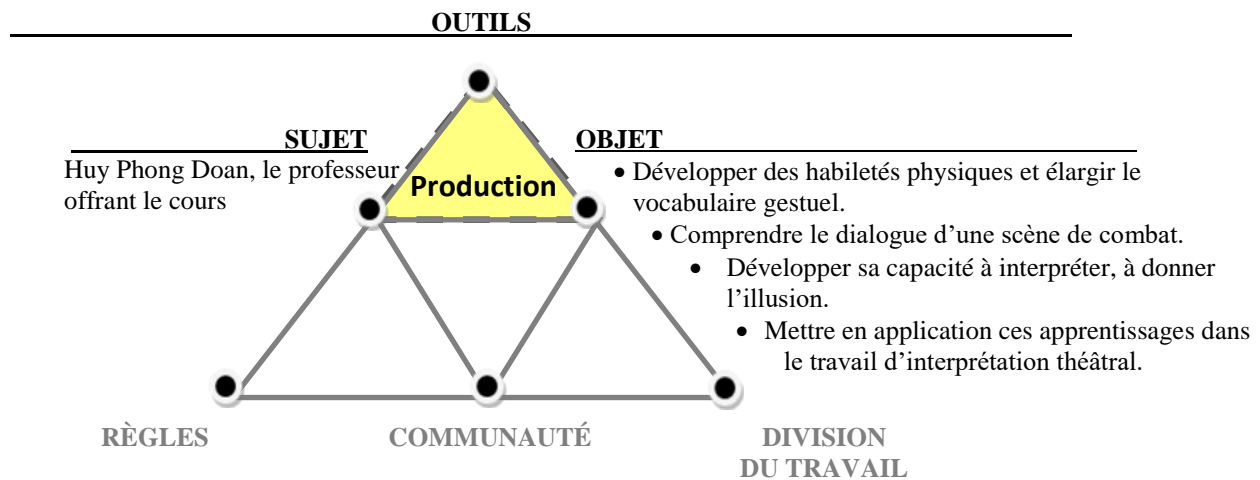 OUTILS
SUJET
Huy Phong Doan, le professeur
offrant le cours
Production
OBJET
• Développer des habiletés physiques et élargir le
vocabulaire gestuel.
• Comprendre le dialogue d’une scène de combat.
• Développer sa capacité à interpréter, à donner
l’illusion.
• Mettre en application ces apprentissages dans
le travail d’interprétation théâtral.
RÈGLES
COMMUNAUTÉ
DIVISION
DU TRAVAIL